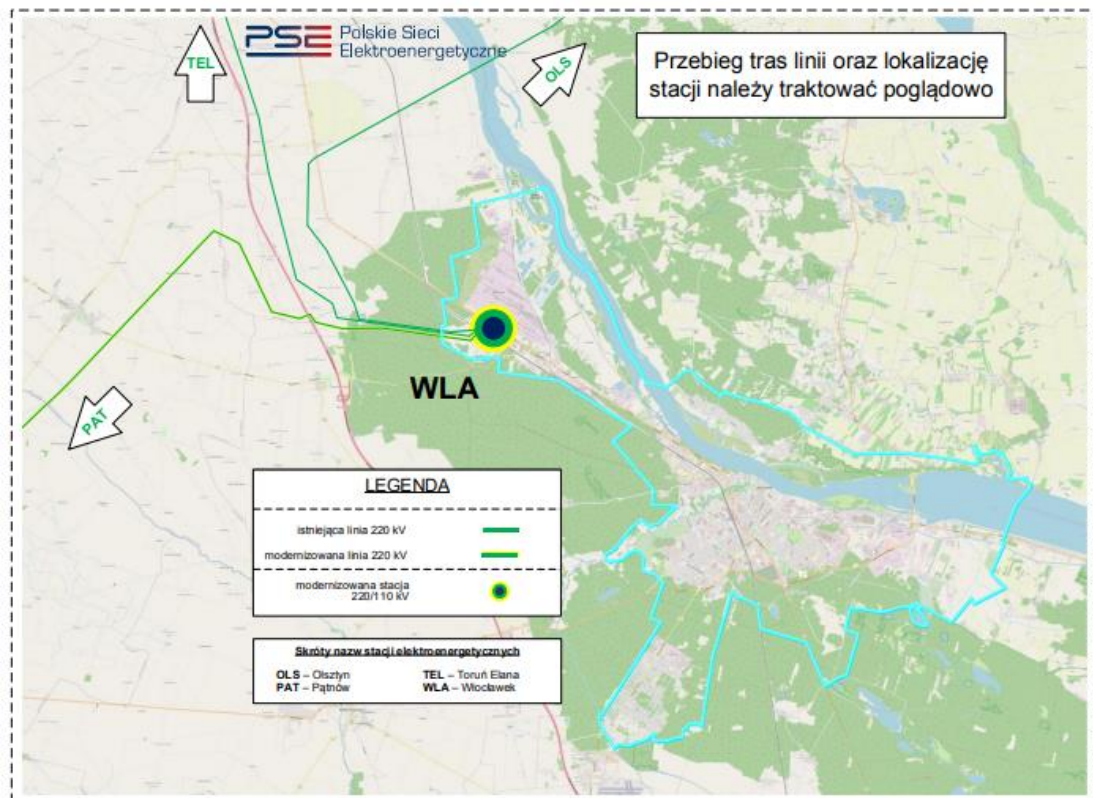 PSE Polskie Sieci
Elektroenergetyczne
TEL
OLS
Przebieg tras linii oraz lokalizację
stacji należy traktować poglądowo
WLA
PAT
LEGENDA
istniejąca linia 220 kV
modernizowana linia 220 kV
modernizowana stacja
220/110 kV
Skróty nazw stacji elektroenergetycznych
OLS – Olsztyn TEL – Toruń Elana
PAT – Pątnów WLA – Włocławek